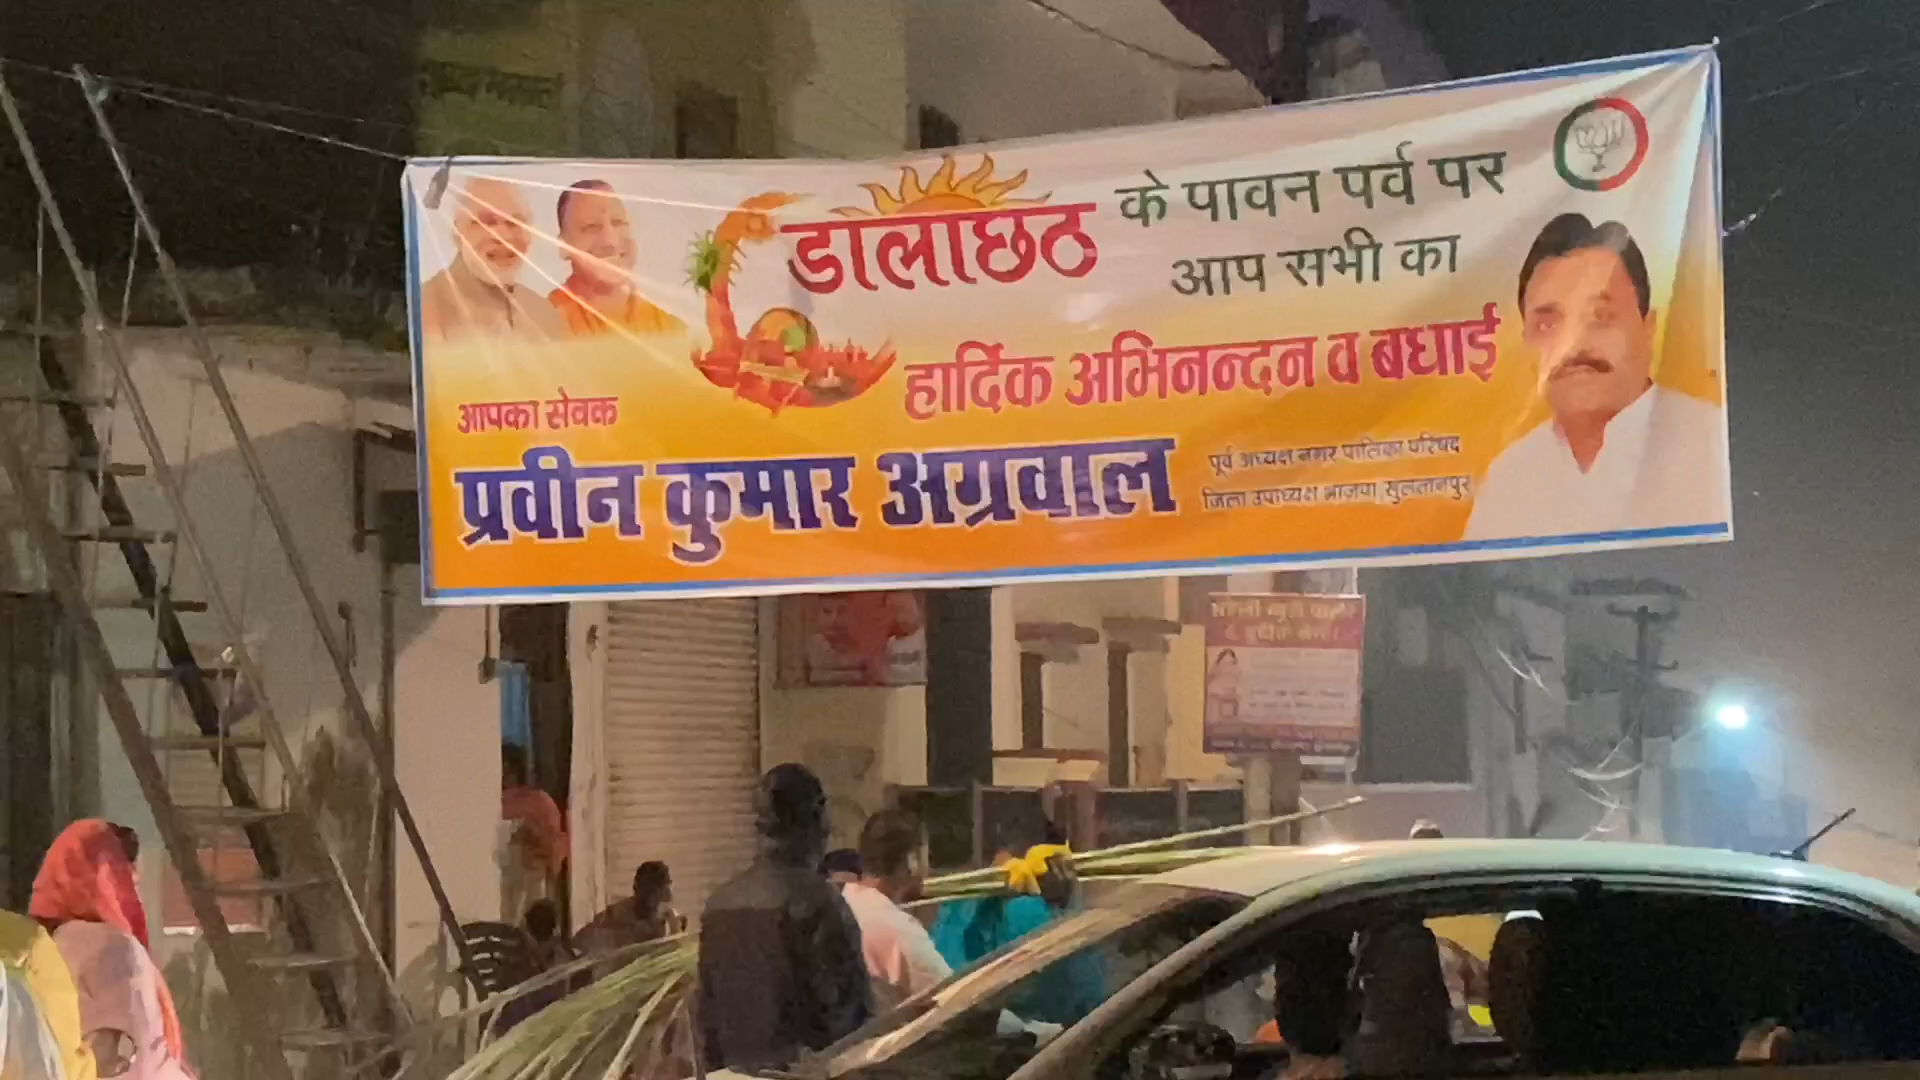 डालाछठ के पावन पर्व पर
आप सभी का
हार्दिक अभिनन्दन व बधाई
आपका सेवक
प्रवीन कुमार अग्रवाल
पूर्व अध्यक्ष नगर पालिका परिषद
जिला उपाध्यक्ष भाजपा सुलतानपुर